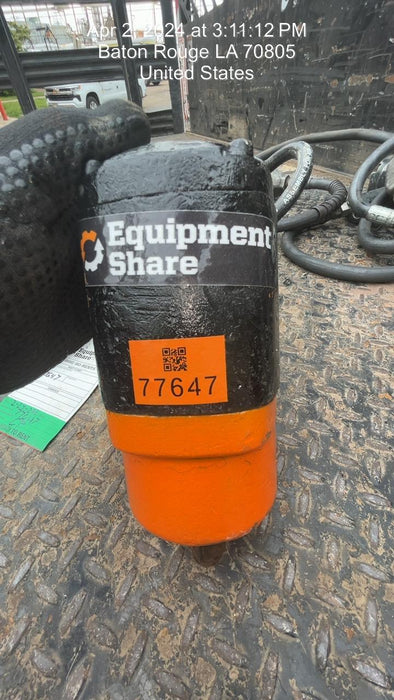 Apr 2, 2024 at 3:11:12 PM
Baton Rouge LA 70805
United States
Equipment
Share
77647